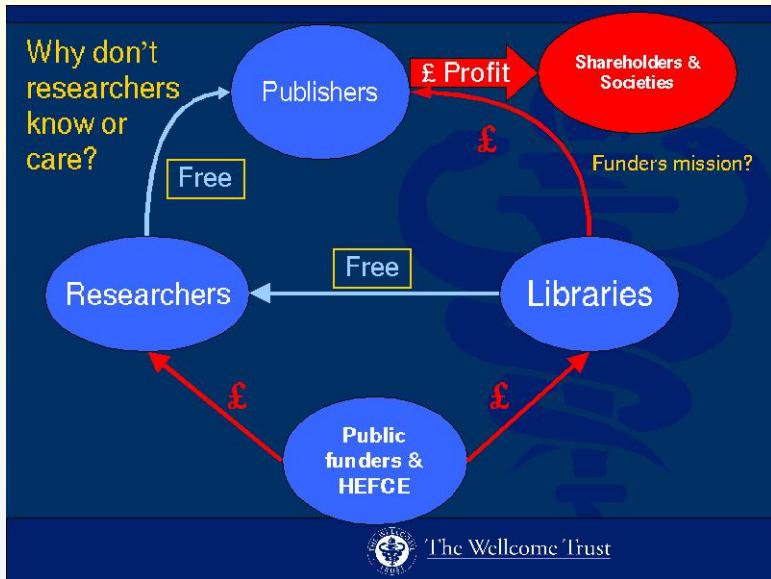 Why don't
researchers
know or
care?
Publishers
£ Profit
Shareholders &
Societies
£
Funders mission?
Free
Free
Researchers
Libraries
£
£
Public
funders &
HEFCE
The Wellcome Trust